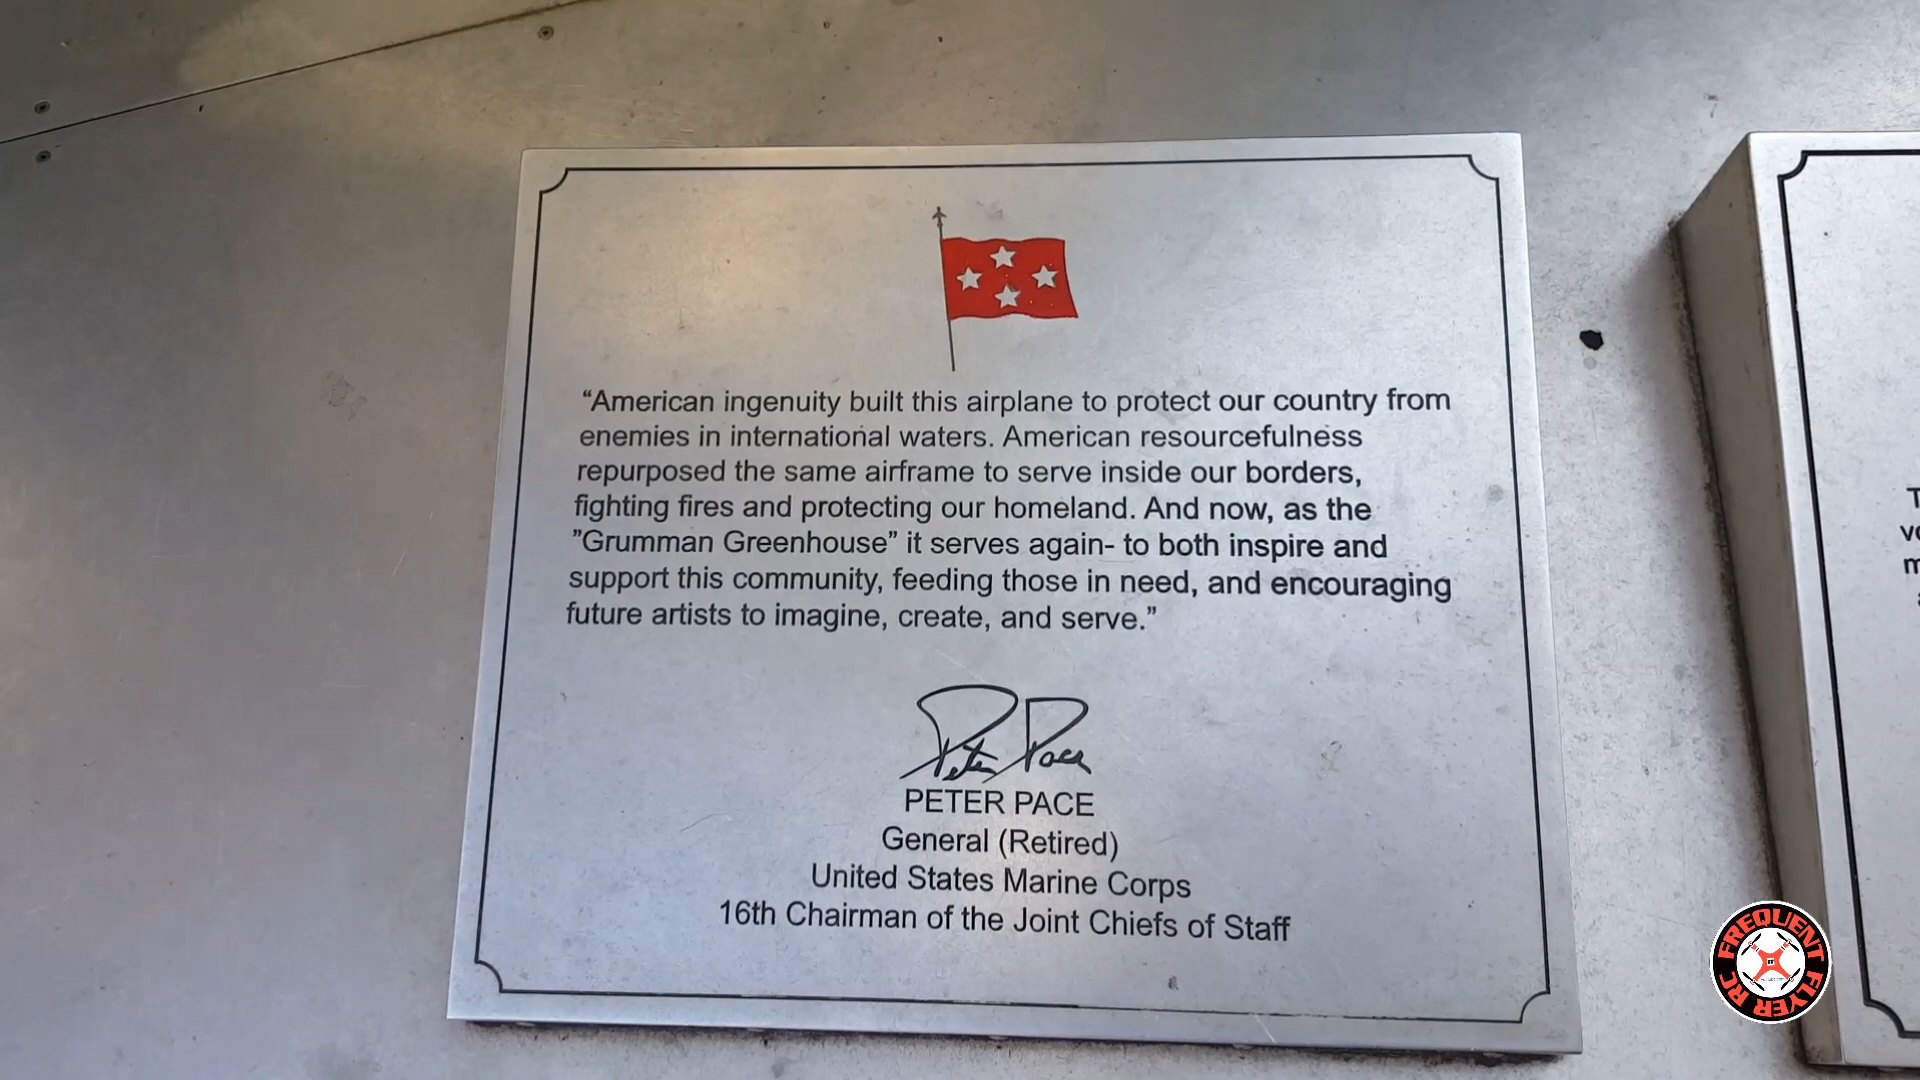 “American ingenuity built this airplane to protect our country from
enemies in international waters. American resourcefulness
repurposed the same airframe to serve inside our borders,
fighting fires and protecting our homeland. And now, as the
”Grumman Greenhouse” it serves again- to both inspire and
support this community, feeding those in need, and encouraging
future artists to imagine, create, and serve.”
Peter Pace
PETER PACE
General (Retired)
United States Marine Corps
16th Chairman of the Joint Chiefs of Staff
FREQUENT FLYER RC